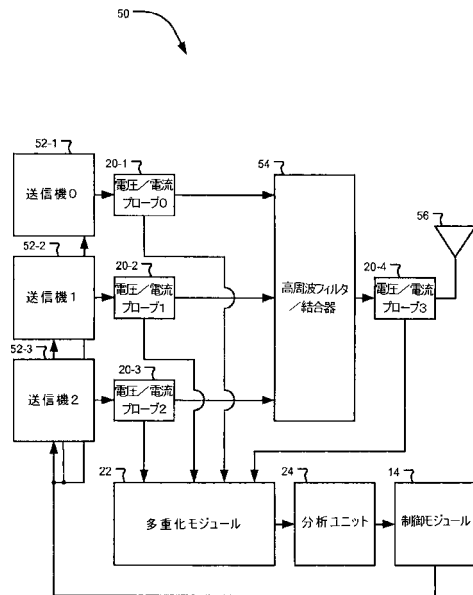 50
52-1
送信機0
20-1
電圧／電流
プローブ0
54
高周波フィルタ
／結合器
56
52-2
送信機1
20-2
電圧／電流
プローブ1
20-4
電圧／電流
プローブ3
52-3
送信機2
20-3
電圧／電流
プローブ2
22
多重化モジュール
24
分析ユニット
14
制御モジュール